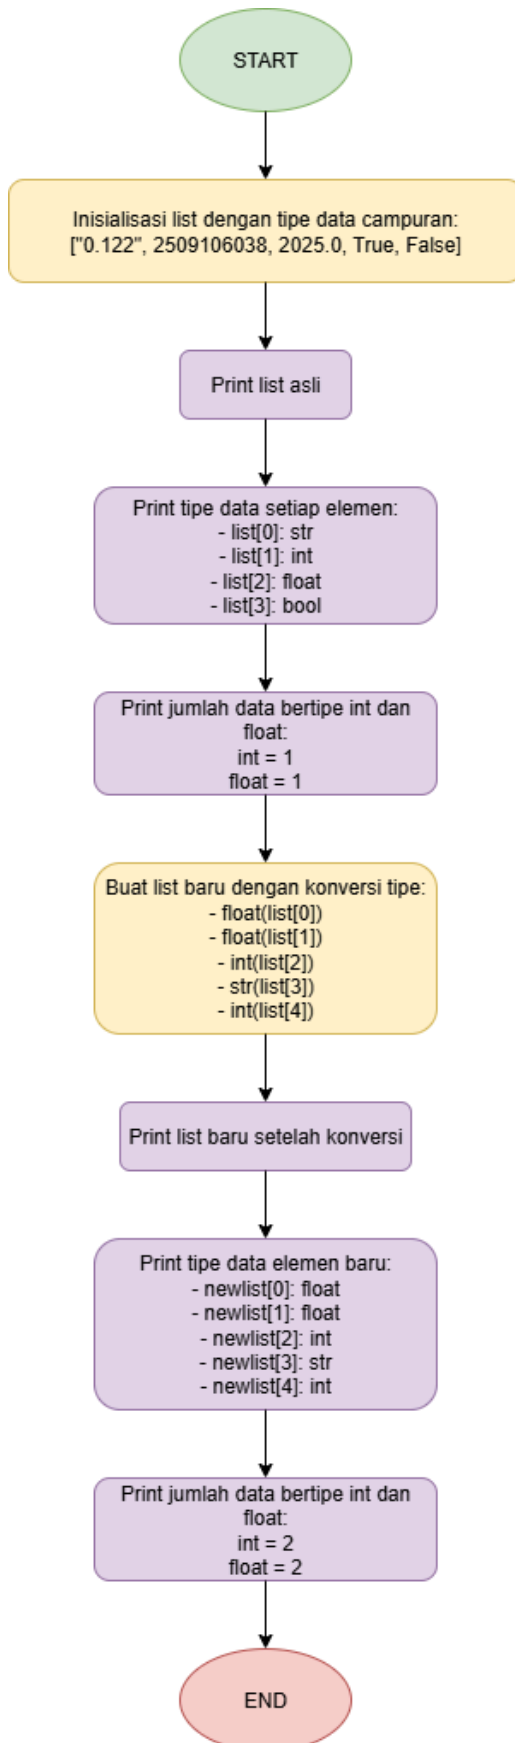 START
Inisialisasi list dengan tipe data campuran:
["0.122", 2509106038, 2025.0, True, False]
Print list asli
Print tipe data setiap elemen:
- list[0]: str
- list[1]: int
- list[2]: float
- list[3]: bool
Print jumlah data bertipe int dan
float:
int = 1
float = 1
Buat list baru dengan konversi tipe:
- float(list[0])
- float(list[1])
- int(list[2])
- str(list[3])
- int(list[4])
Print list baru setelah konversi
Print tipe data elemen baru:
- newlist[0]: float
- newlist[1]: float
- newlist[2]: int
- newlist[3]: str
- newlist[4]: int
Print jumlah data bertipe int dan
float:
int = 2
float = 2
END